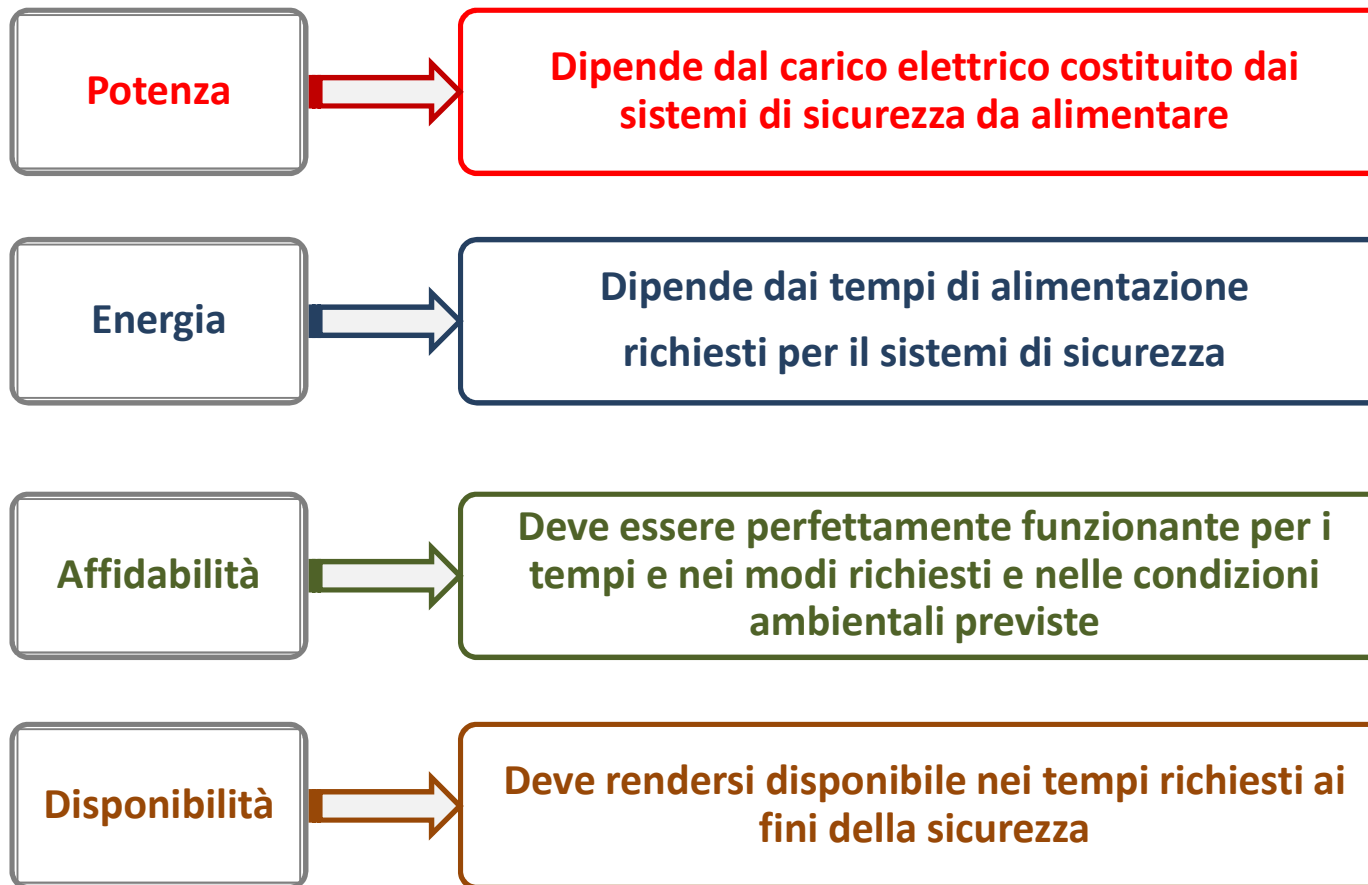 Potenza
Dipende dal carico elettrico costituito dai
sistemi di sicurezza da alimentare
Energia
Dipende dai tempi di alimentazione
richiesti per il sistemi di sicurezza
Affidabilità
Deve essere perfettamente funzionante per i
tempi e nei modi richiesti e nelle condizioni
ambientali previste
Disponibilità
Deve rendersi disponibile nei tempi richiesti ai
fini della sicurezza